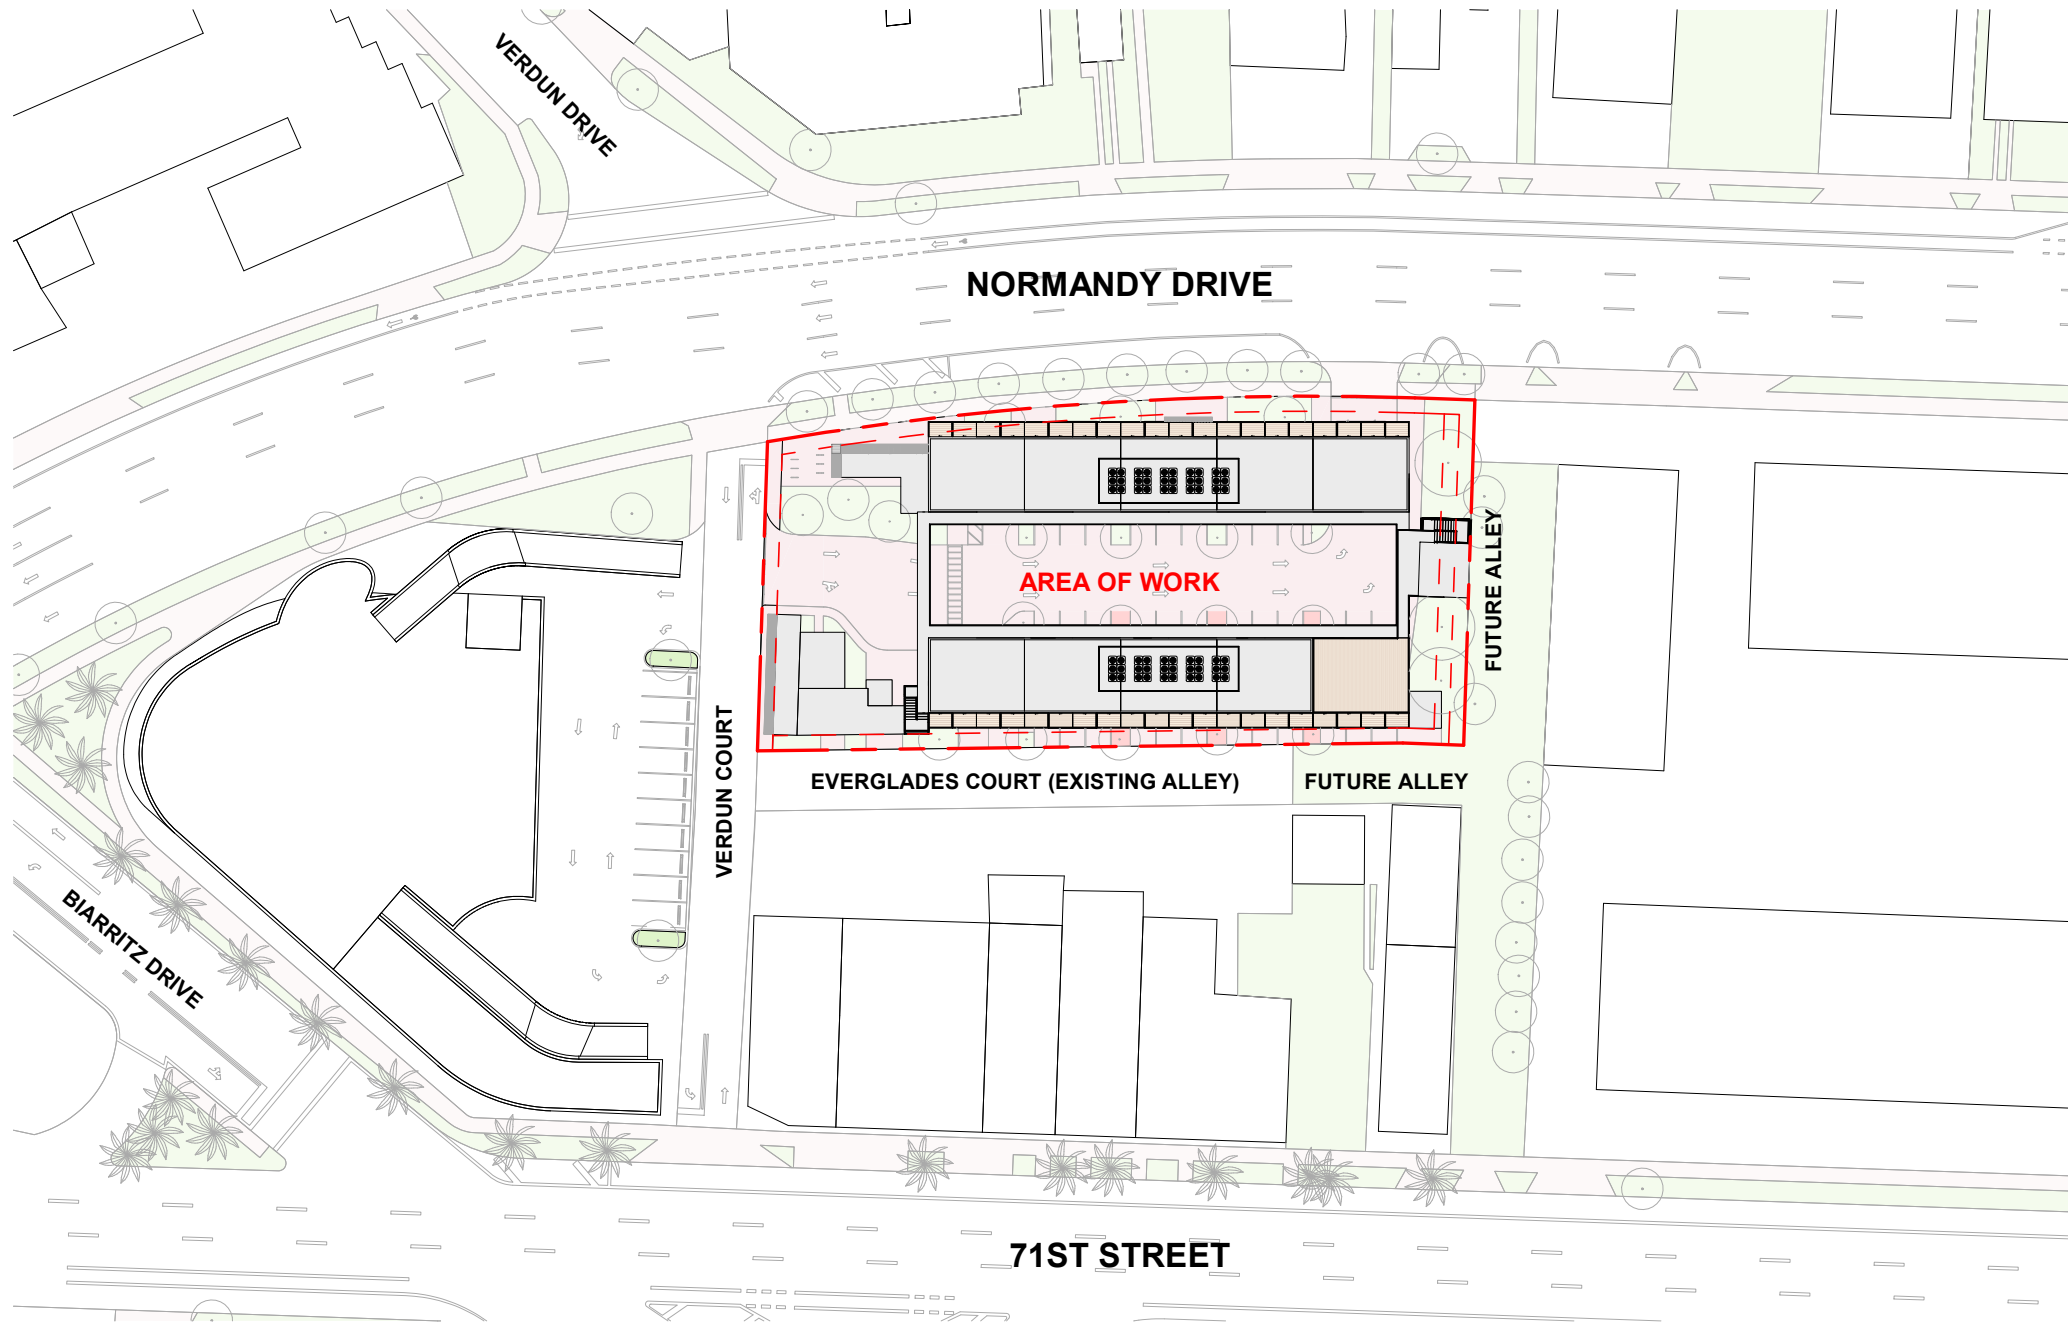 VERDUN DRIVE
NORMANDY DRIVE
AREA OF WORK
FUTURE ALLEY
VERDUN COURT
EVERGLADES COURT (EXISTING ALLEY)
FUTURE ALLEY
BIARRITZ DRIVE
71ST STREET